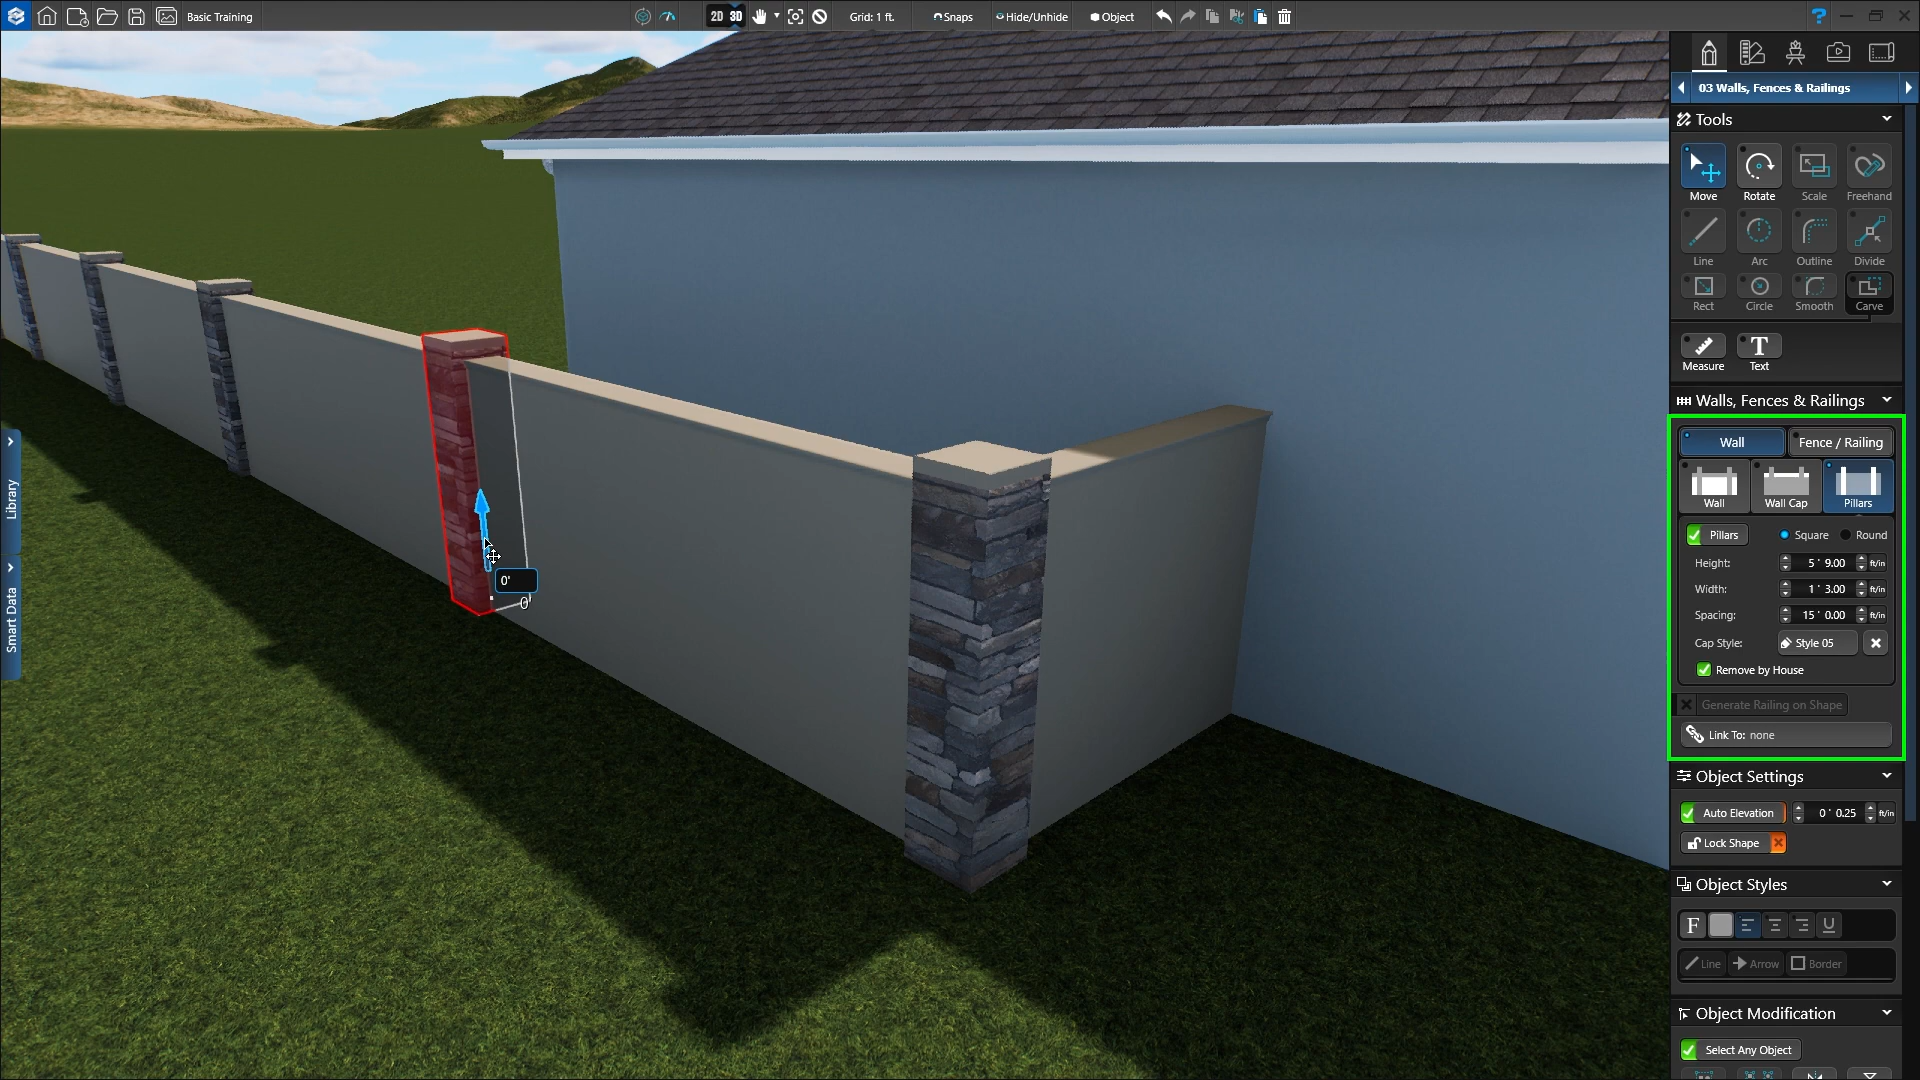 Basic Training
2D 3D
Grid: 1 ft.
Snaps
Hide/Unhide
Object
?
03 Walls, Fences & Railings
Tools
Move Rotate Scale Freehand
Line Arc Outline Divide
Rect Circle Smooth Carve
T
Measure Text
Walls, Fences & Railings
Wall Fence / Railing
Wall Wall Cap Pillars
Pillars Square Round
Height: 5 ' 9.00 ft/in
Width: 1 ' 3.00 ft/in
Spacing: 15 ' 0.00 ft/in
Cap Style: Style 05
Remove by House
Generate Railing on Shape
Link To: none
Object Settings
Auto Elevation 0 ' 0.25 ft/in
Lock Shape
Object Styles
F U
Line Arrow Border
Object Modification
Select Any Object
Library
Smart Data
0'
0'